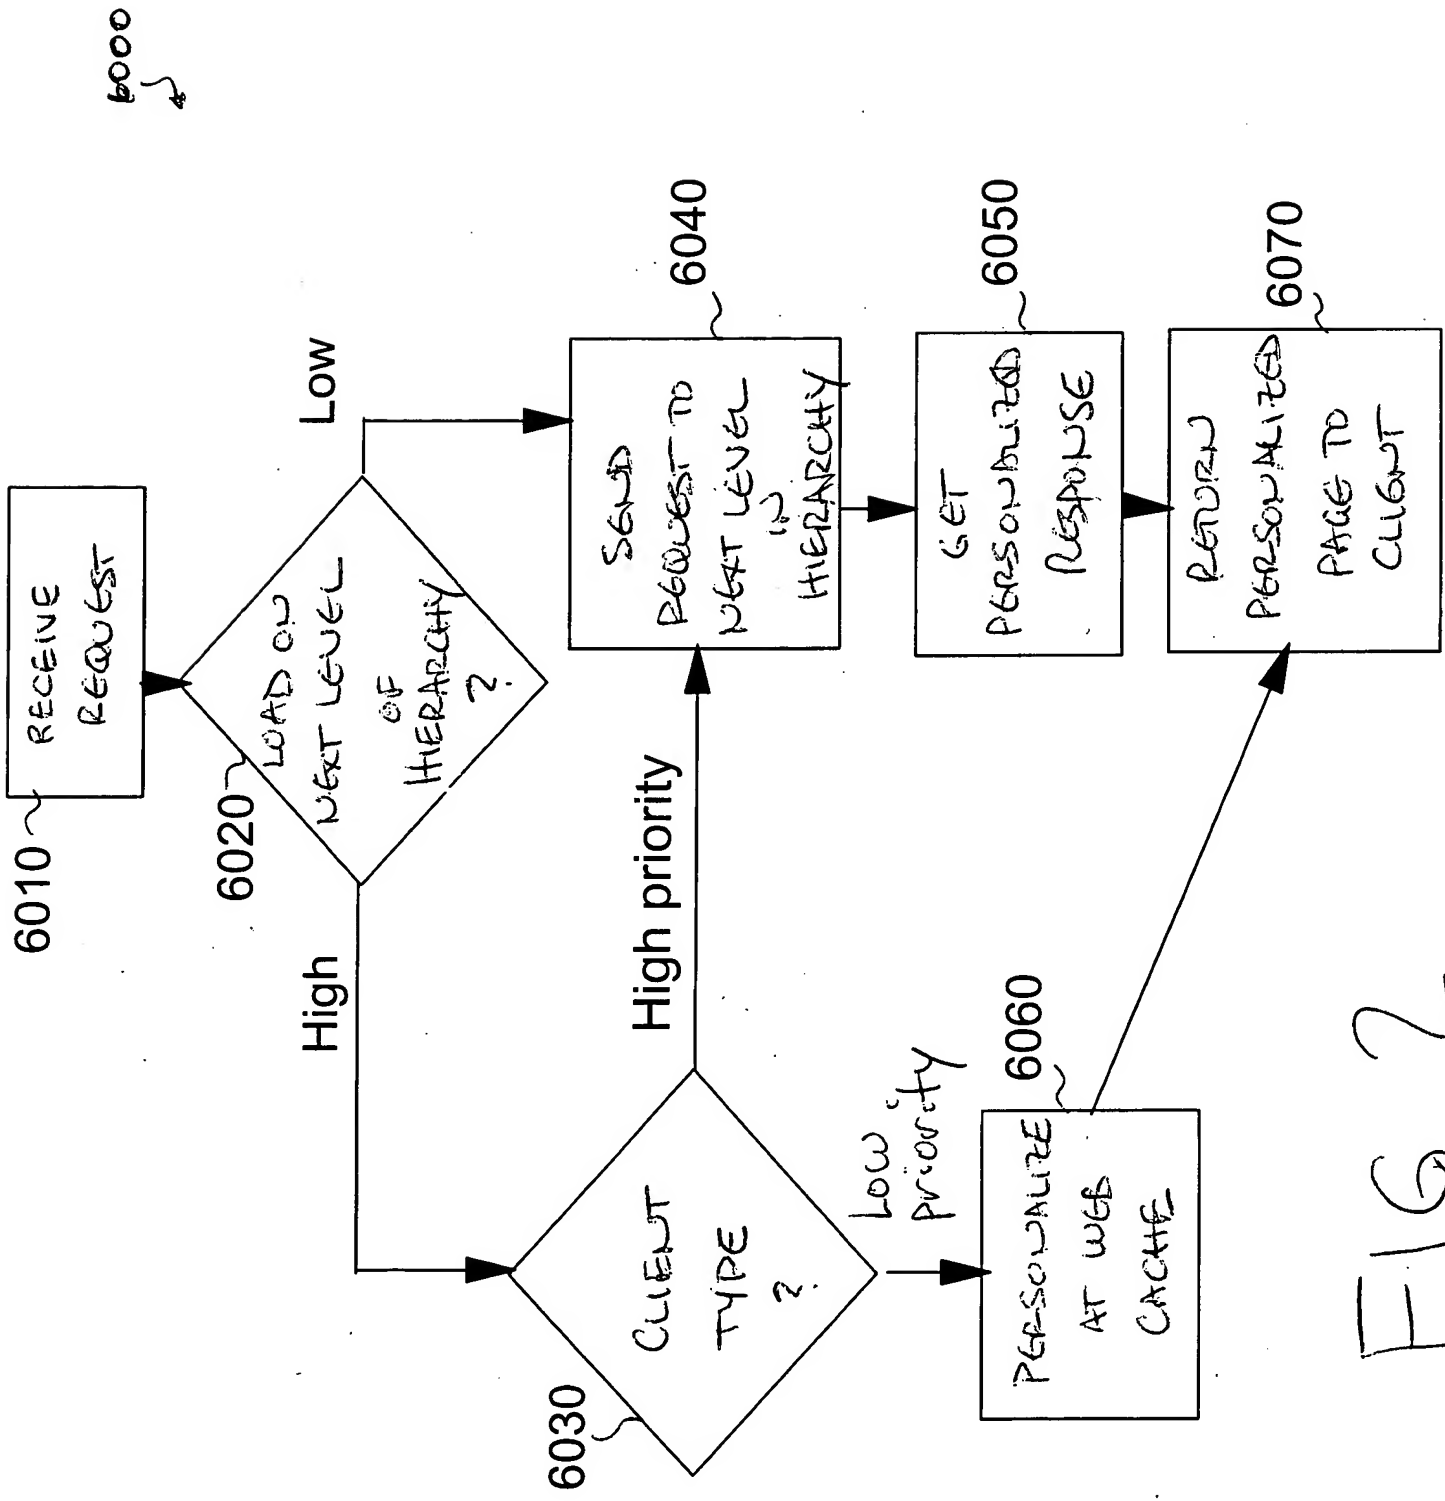 6000
6010
RECEIVE
REQUEST
6020
LOAD ON
NEXT LEVEL
OF
HIERARCHY
?
High
Low
6030
CLIENT
TYPE
?
High priority
Low
priority
6040
SEND
REQUEST TO
NEXT LEVEL
IN
HIERARCHY
6050
GET
PERSONALIZED
RESPONSE
6060
PERSONALIZE
AT WEB
CACHE
6070
RETURN
PERSONALIZED
PAGE TO
CLIENT
FIG 2